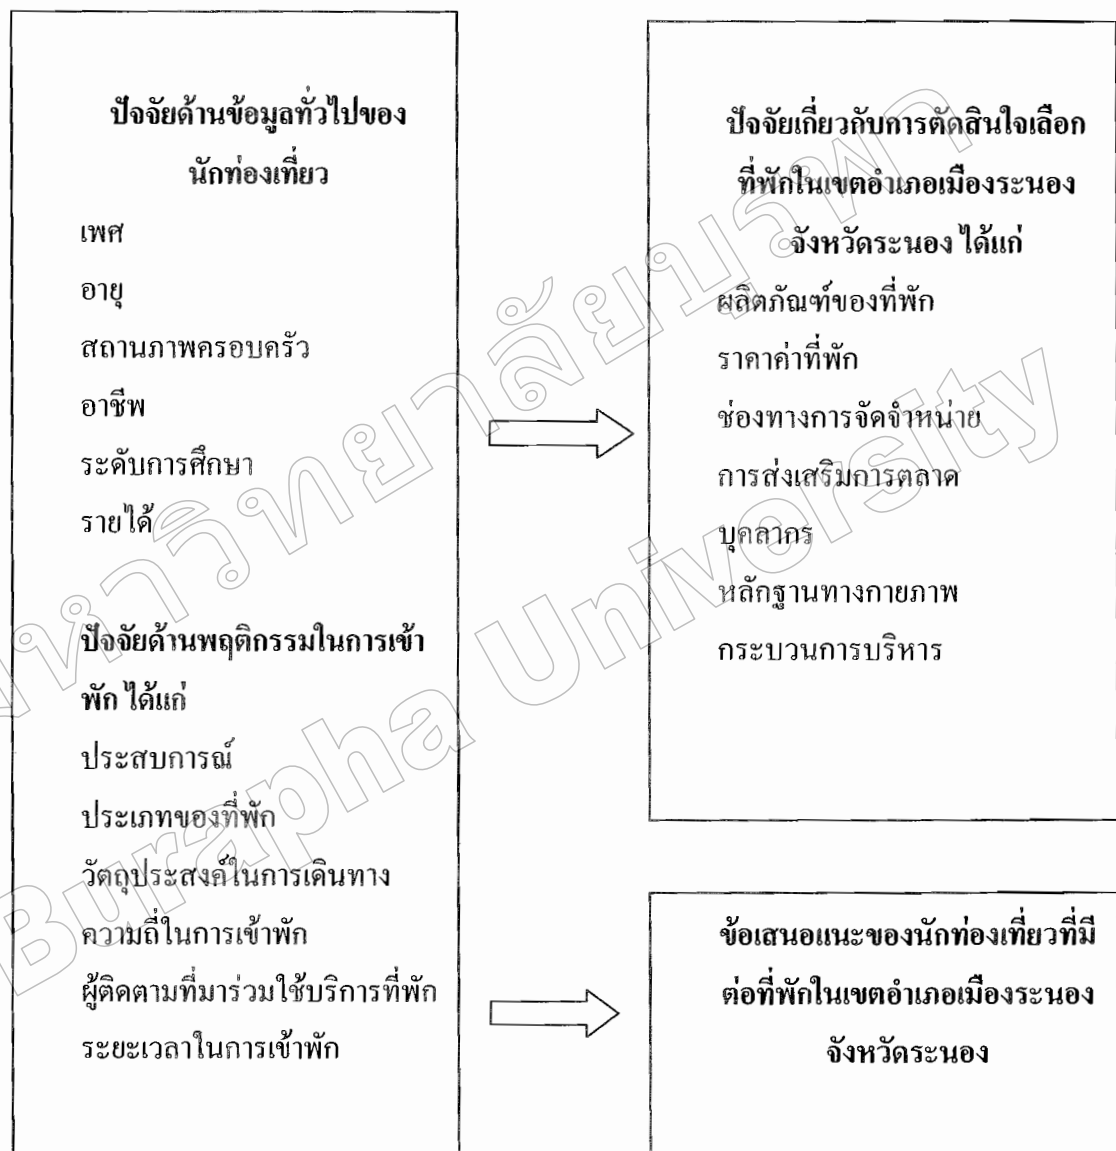 ปัจจัยด้านข้อมูลทั่วไปของ
นักท่องเที่ยว
เพศ
อายุ
สถานภาพครอบครัว
อาชีพ
ระดับการศึกษา
รายได้
ปัจจัยด้านพฤติกรรมในการเข้า
พัก ได้แก่
ประสบการณ์
ประเภทของที่พัก
วัตถุประสงค์ในการเดินทาง
ความถี่ในการเข้าพัก
ผู้ติดตามที่มาร่วมใช้บริการที่พัก
ระยะเวลาในการเข้าพัก
ปัจจัยเกี่ยวกับการตัดสินใจเลือก
ที่พักในเขตอำเภอเมืองระนอง
จังหวัดระนอง ได้แก่
ผลิตภัณฑ์ของที่พัก
ราคาค่าที่พัก
ช่องทางการจัดจำหน่าย
การส่งเสริมการตลาด
บุคลากร
หลักฐานทางกายภาพ
กระบวนการบริหาร
ข้อเสนอแนะของนักท่องเที่ยวที่มี
ต่อที่พักในเขตอำเภอเมืองระนอง
จังหวัดระนอง
มหาวิทยาลัยบูรพา
Burapha University